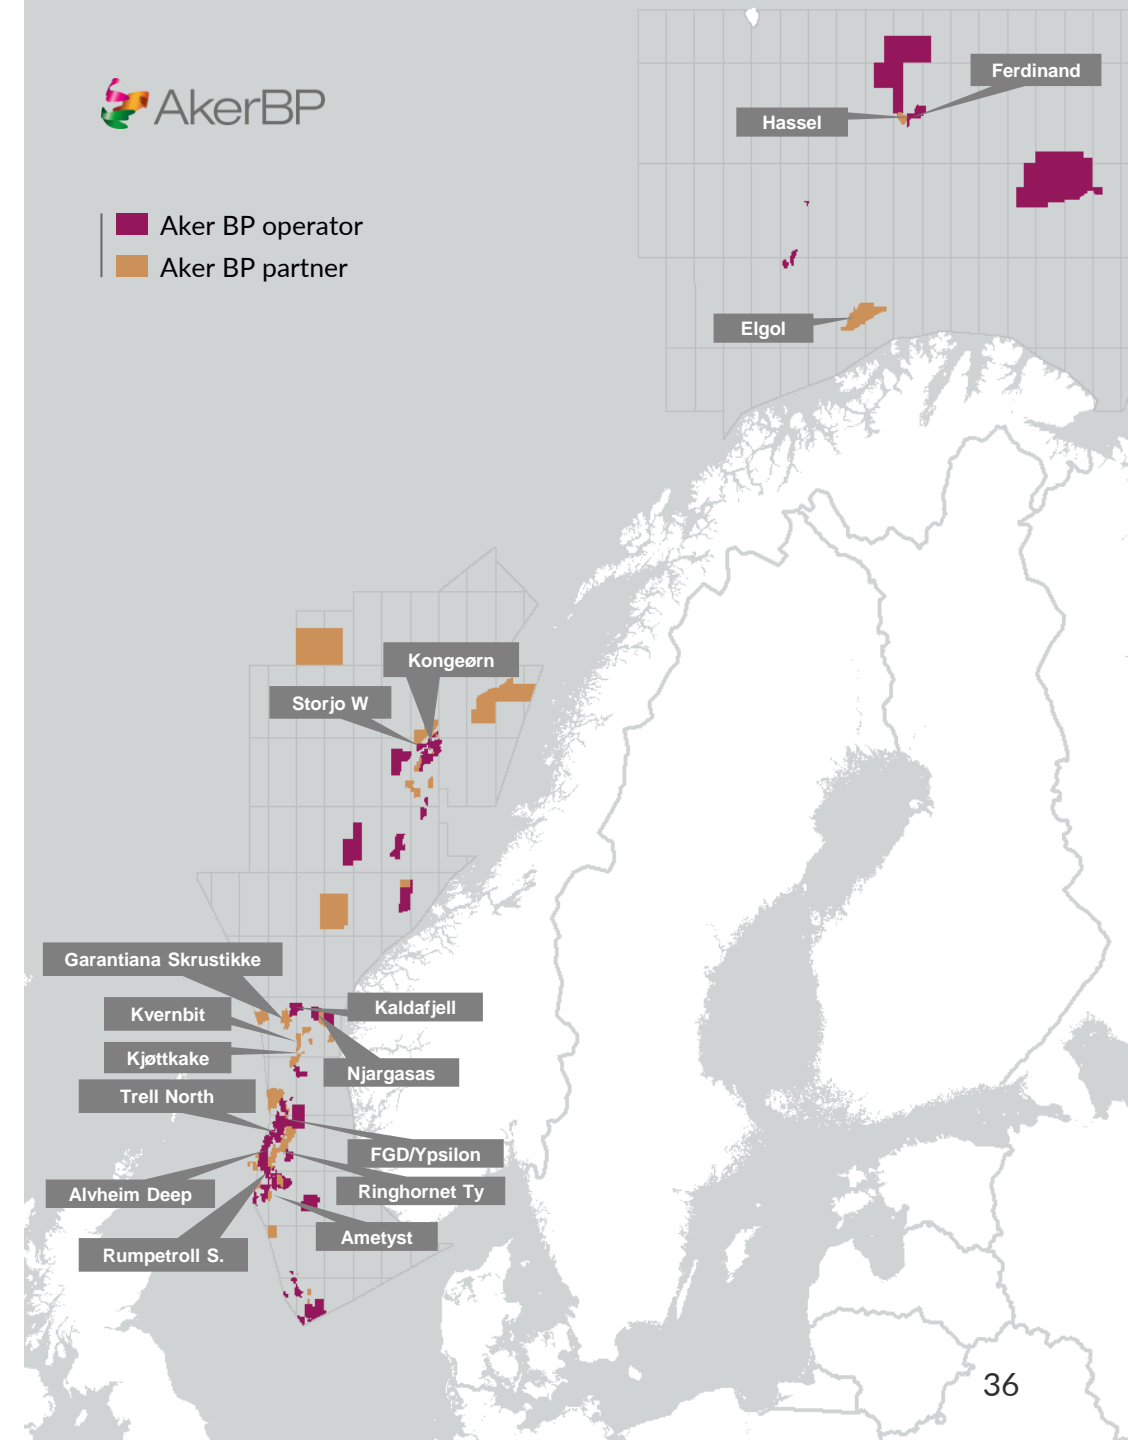 AkerBP
Aker BP operator
Aker BP partner
Ferdinand
Hassel
Elgol
Kongeørn
Storjo W
Garantiana Skrustikke
Kaldafjell
Kvernbit
Kjøttkake
Njargasas
Trell North
FGD/Ypsilon
Alvheim Deep
Ringhornet Ty
Ametyst
Rumpetroll S.
36